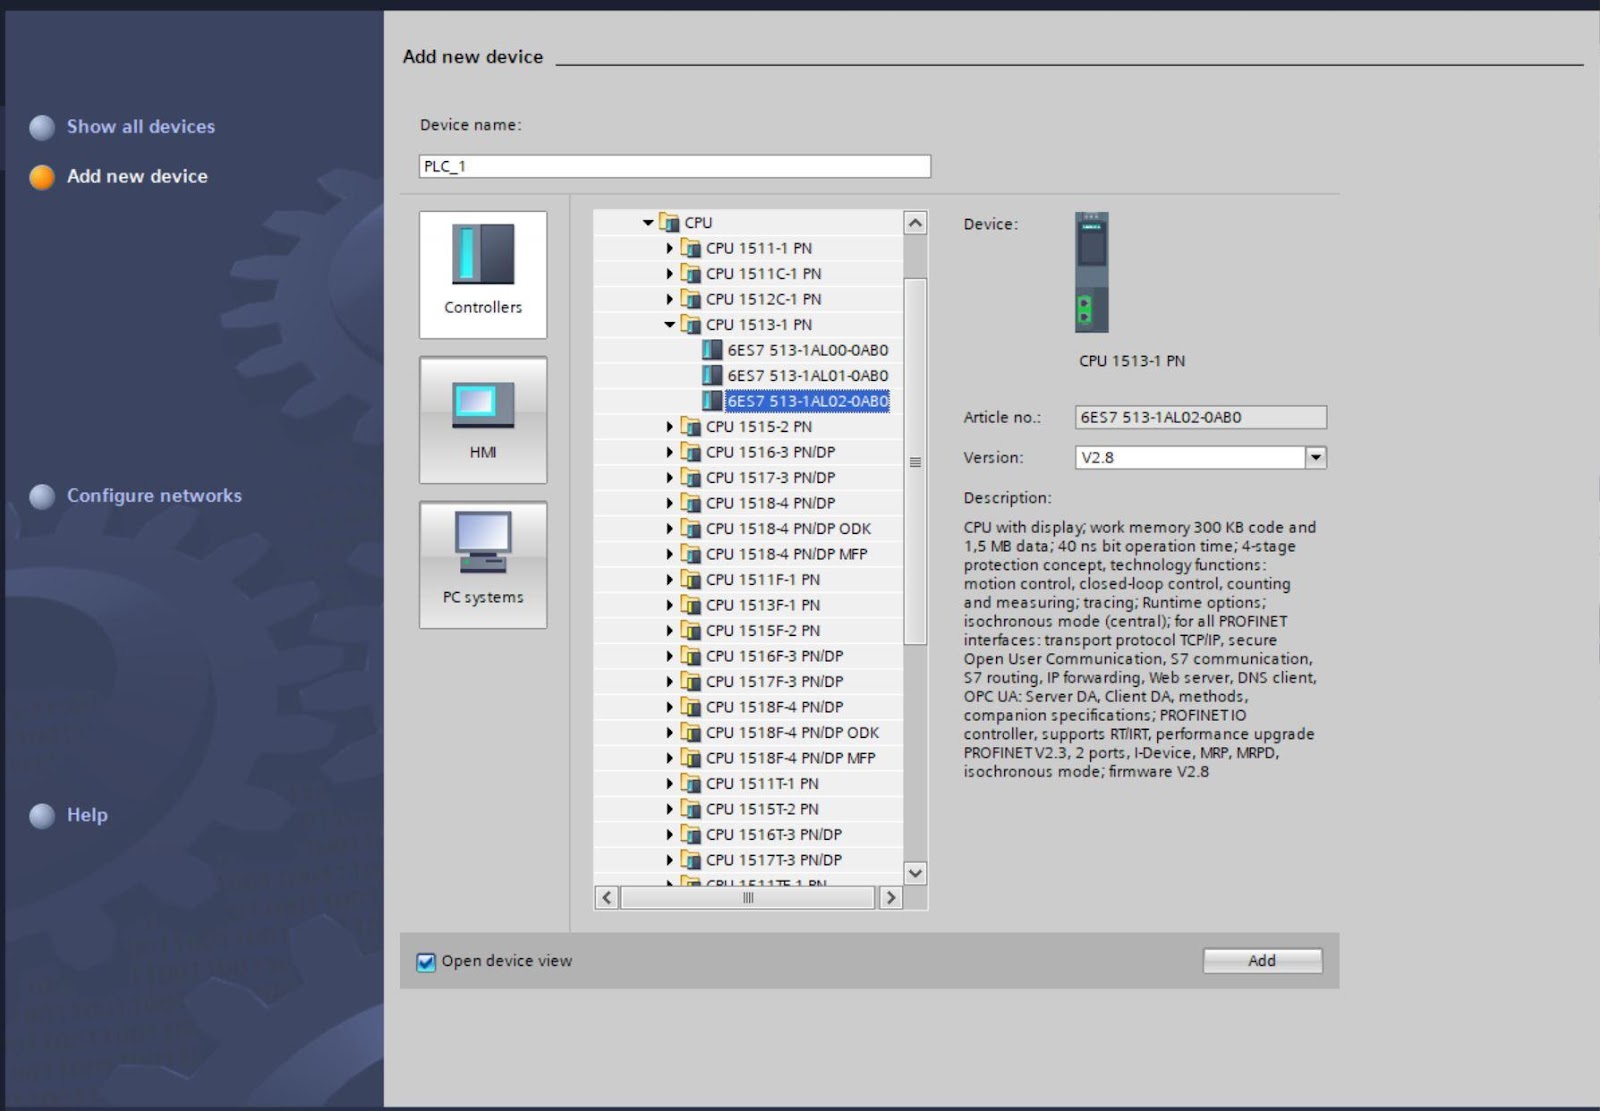 Add new device
Show all devices
Add new device
Configure networks
Help
Device name:
PLC_1
Controllers
HMI
PC systems
CPU
CPU 1511-1 PN
CPU 1511C-1 PN
CPU 1512C-1 PN
CPU 1513-1 PN
6ES7 513-1AL00-0AB0
6ES7 513-1AL01-0AB0
6ES7 513-1AL02-0AB0
CPU 1515-2 PN
CPU 1516-3 PN/DP
CPU 1517-3 PN/DP
CPU 1518-4 PN/DP
CPU 1518-4 PN/DP ODK
CPU 1518-4 PN/DP MFP
CPU 1511F-1 PN
CPU 1513F-1 PN
CPU 1515F-2 PN
CPU 1516F-3 PN/DP
CPU 1517F-3 PN/DP
CPU 1518F-4 PN/DP
CPU 1518F-4 PN/DP ODK
CPU 1518F-4 PN/DP MFP
CPU 1511T-1 PN
CPU 1515T-2 PN
CPU 1516T-3 PN/DP
CPU 1517T-3 PN/DP
CPU 1511TF-1 PN
Device:
CPU 1513-1 PN
Article no.: 6ES7 513-1AL02-0AB0
Version: V2.8
Description:
CPU with display; work memory 300 KB code and
1,5 MB data; 40 ns bit operation time; 4-stage
protection concept, technology functions:
motion control, closed-loop control, counting
and measuring; tracing; Runtime options;
isochronous mode (central); for all PROFINET
interfaces: transport protocol TCP/IP, secure
Open User Communication, S7 communication,
S7 routing, IP forwarding, Web server, DNS client,
OPC UA: Server DA, Client DA, methods,
companion specifications; PROFINET IO
controller, supports RT/IRT, performance upgrade
PROFINET V2.3, 2 ports, I-Device, MRP, MRPD,
isochronous mode; firmware V2.8
Open device view
Add